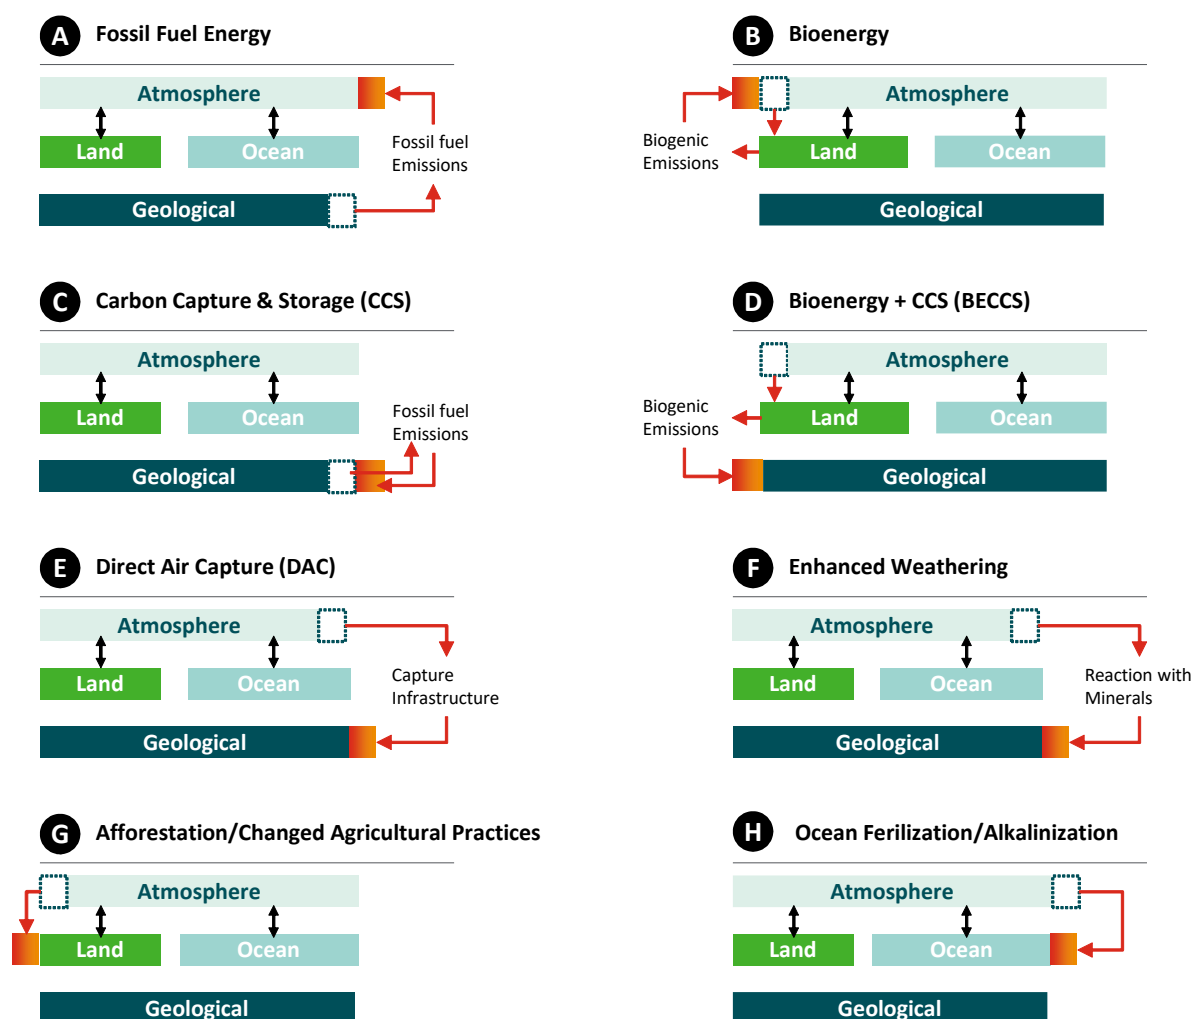 A Fossil Fuel Energy
Atmosphere
Land
Ocean
Fossil fuel
Emissions
Geological
B Bioenergy
Atmosphere
Biogenic
Emissions
Land
Ocean
Geological
C Carbon Capture & Storage (CCS)
Atmosphere
Land
Ocean
Fossil fuel
Emissions
Geological
D Bioenergy + CCS (BECCS)
Atmosphere
Biogenic
Emissions
Land
Ocean
Geological
E Direct Air Capture (DAC)
Atmosphere
Land
Ocean
Capture
Infrastructure
Geological
F Enhanced Weathering
Atmosphere
Land
Ocean
Reaction with
Minerals
Geological
G Afforestation/Changed Agricultural Practices
Atmosphere
Land
Ocean
Geological
H Ocean Ferilization/Alkalinization
Atmosphere
Land
Ocean
Geological